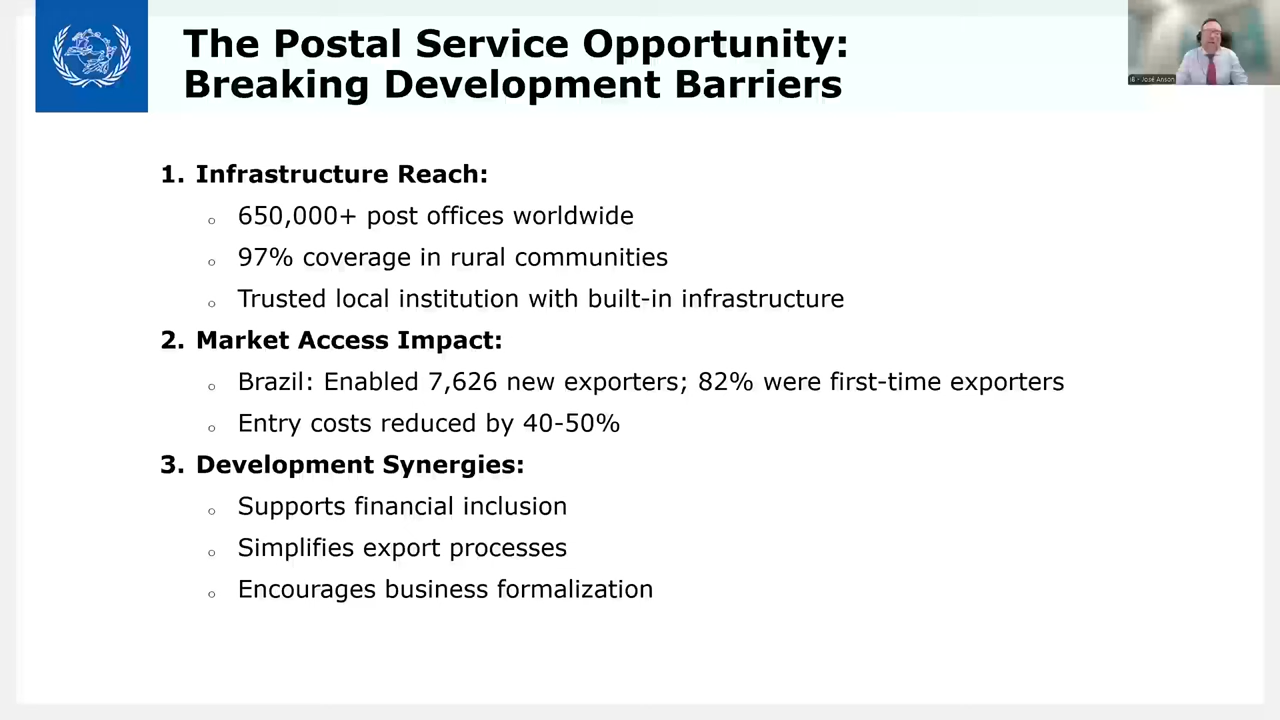 The Postal Service Opportunity:
Breaking Development Barriers
IB - José Anson
1. Infrastructure Reach:
○ 650,000+ post offices worldwide
○ 97% coverage in rural communities
○ Trusted local institution with built-in infrastructure
2. Market Access Impact:
○ Brazil: Enabled 7,626 new exporters; 82% were first-time exporters
○ Entry costs reduced by 40-50%
3. Development Synergies:
○ Supports financial inclusion
○ Simplifies export processes
○ Encourages business formalization